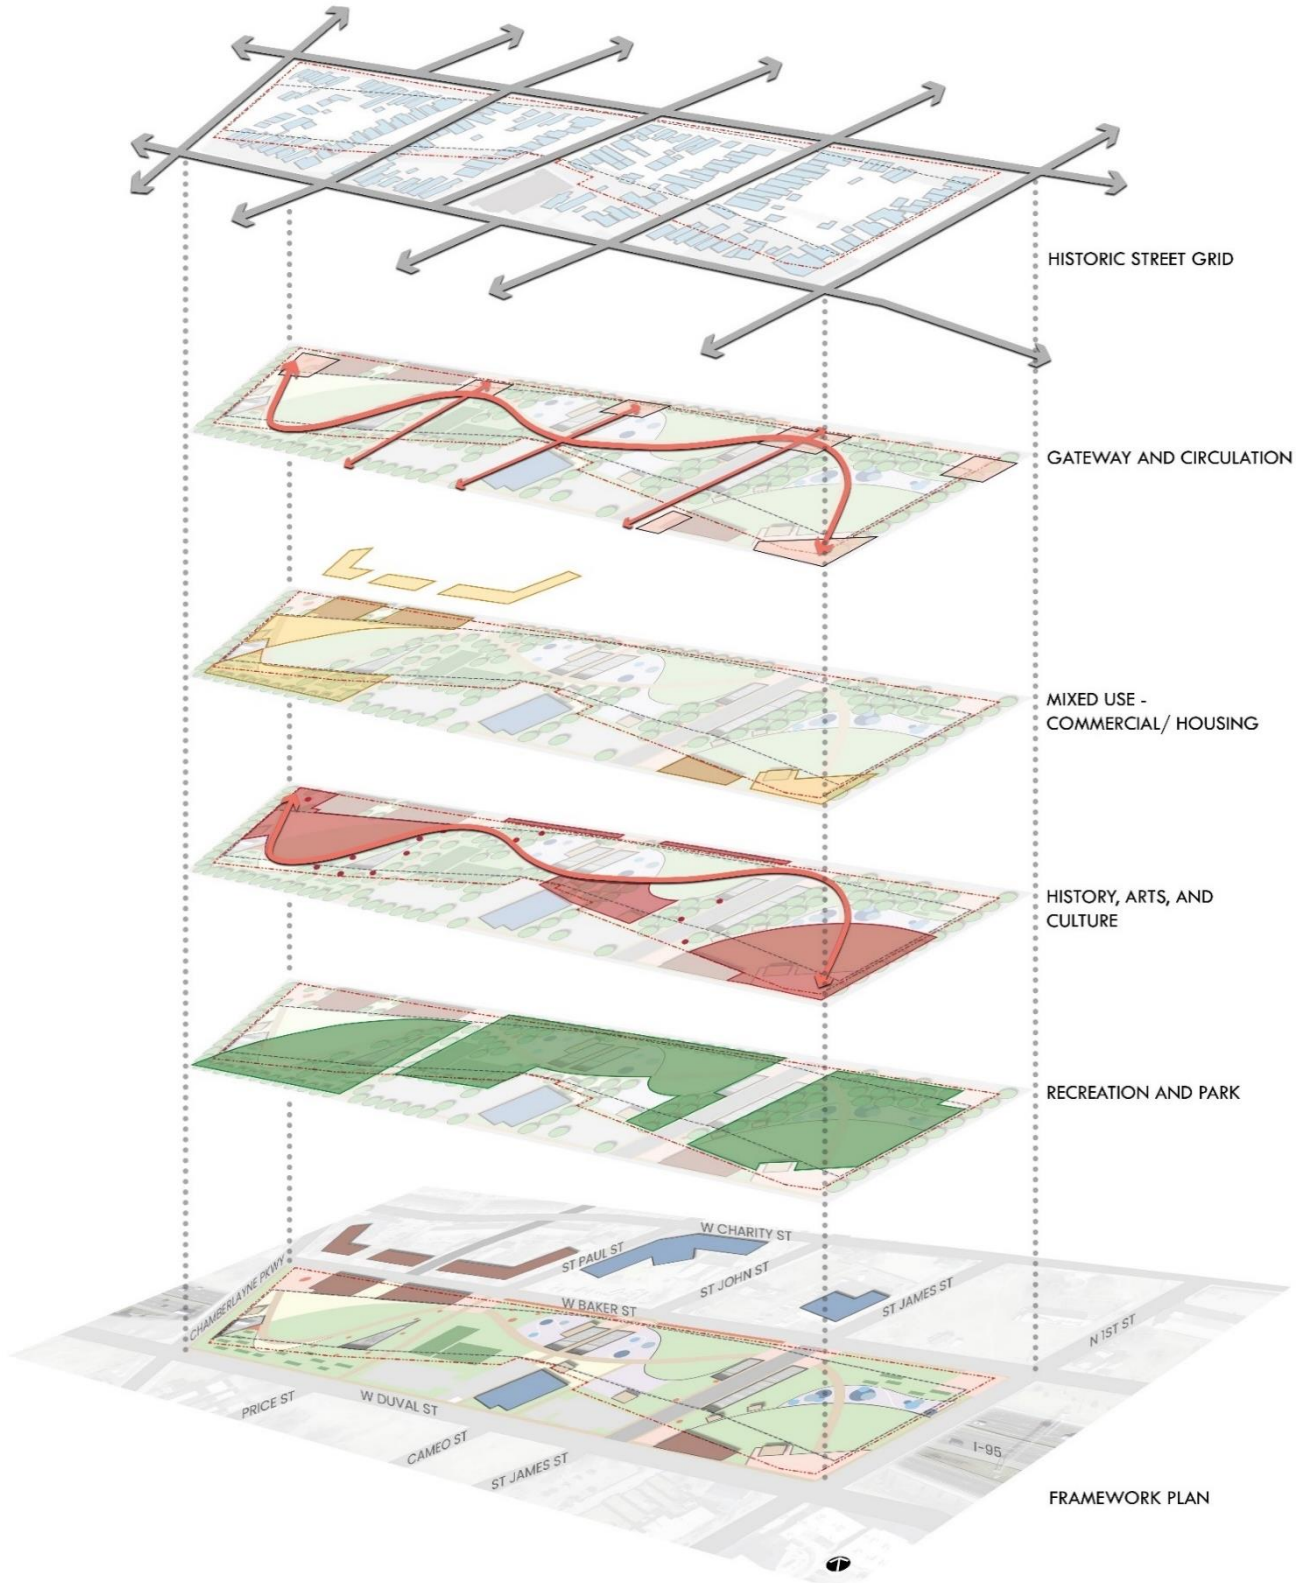 HISTORIC STREET GRID
GATEWAY AND CIRCULATION
MIXED USE -
COMMERCIAL/ HOUSING
HISTORY, ARTS, AND
CULTURE
RECREATION AND PARK
W CHARITY ST
ST PAUL ST
ST JOHN ST
CHAMBERLAYNE PKWY
W BAKER ST
ST JAMES ST
N 1ST ST
PRICE ST
W DUVAL ST
CAMEO ST
ST JAMES ST
I-95
FRAMEWORK PLAN